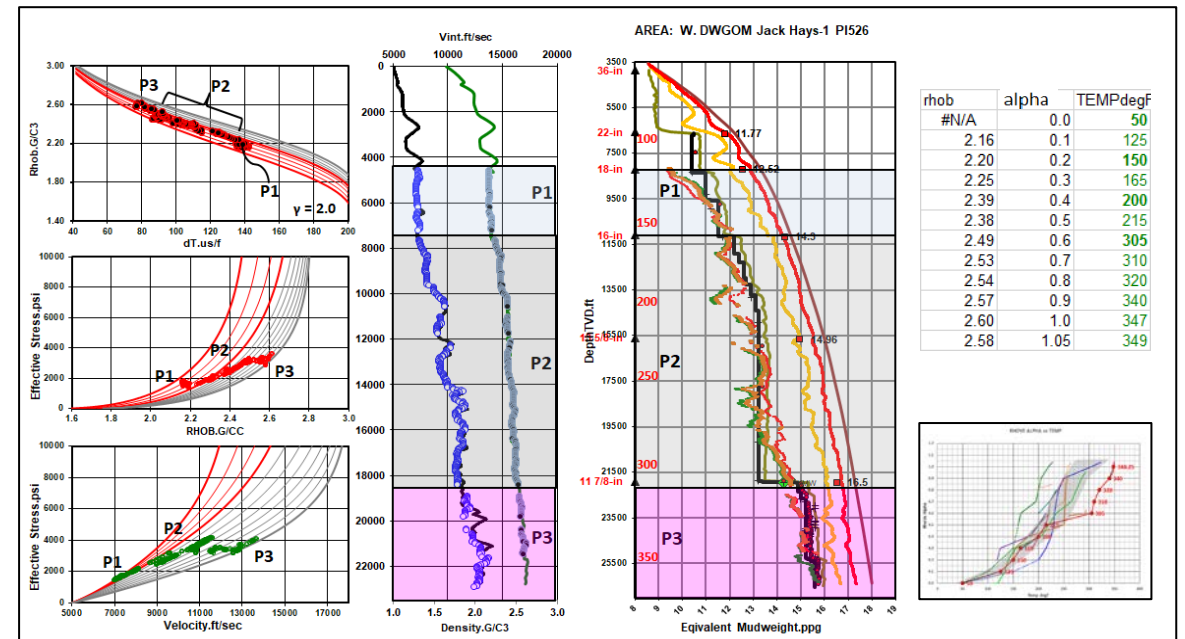 AREA: W. DWGOM Jack Hays-1 PI526
3.00
2.60
2.20
1.80
1.40
Rhob.G/C3
P3
P2
P1
γ = 2.0
40 60 80 100 120 140 160 180 200
dT.us/f
10000
8000
6000
4000
2000
0
Effective Stress.psi
P1
P2
P3
1.6 1.8 2.0 2.2 2.4 2.6 2.8 3.0
RHOB.G/CC
10000
8000
6000
4000
2000
0
Effective Stress.psi
P1
P2
P3
5000 7000 9000 11000 13000 15000 17000
Velocity.ft/sec
Vint.ft/sec
5000 10000 15000 20000
0
2000
4000
6000
8000
10000
12000
14000
16000
18000
20000
22000
P1
P2
P3
1.0 1.5 2.0 2.5 3.0
Density.G/C3
DepthTVD.ft
3500
5500
7500
9500
11500
13500
15500
17500
19500
21500
23500
25500
36-in
22-in
18-in
16-in
11 7/8-in
100
150
200
250
300
350
P1
P2
P3
11.77
12.52
14.3
14.96
16.5
8 9 10 11 12 13 14 15 16 17 18 19
Eqivalent Mudweight.ppg
rhob alpha TEMPdegF
#N/A 0.0 50
2.16 0.1 125
2.20 0.2 150
2.25 0.3 165
2.39 0.4 200
2.38 0.5 215
2.49 0.6 305
2.53 0.7 310
2.54 0.8 320
2.57 0.9 340
2.60 1.0 347
2.58 1.05 349